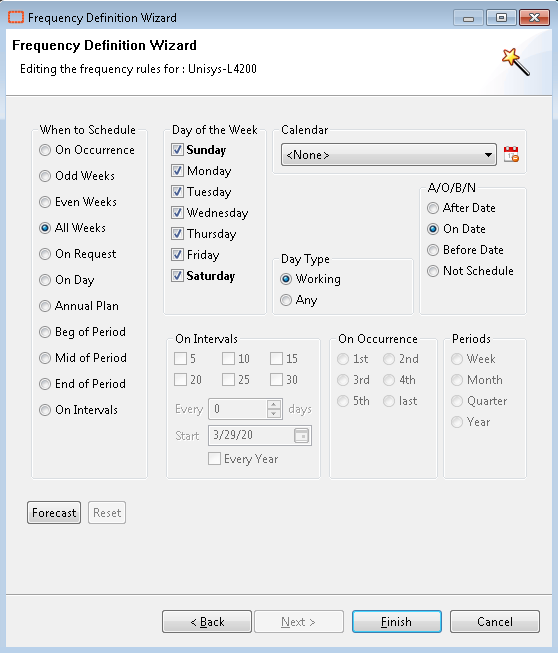 Frequency Definition Wizard
Frequency Definition Wizard
Editing the frequency rules for : Unisys-L4200
When to Schedule
On Occurrence
Odd Weeks
Even Weeks
All Weeks
On Request
On Day
Annual Plan
Beg of Period
Mid of Period
End of Period
On Intervals
Day of the Week
Sunday
Monday
Tuesday
Wednesday
Thursday
Friday
Saturday
Calendar
<None>
Day Type
Working
Any
A/O/B/N
After Date
On Date
Before Date
Not Schedule
On Intervals
5 10 15
20 25 30
Every 0 days
Start 3/29/20
Every Year
On Occurrence
1st 2nd
3rd 4th
5th last
Periods
Week
Month
Quarter
Year
Forecast Reset
< Back Next > Finish Cancel